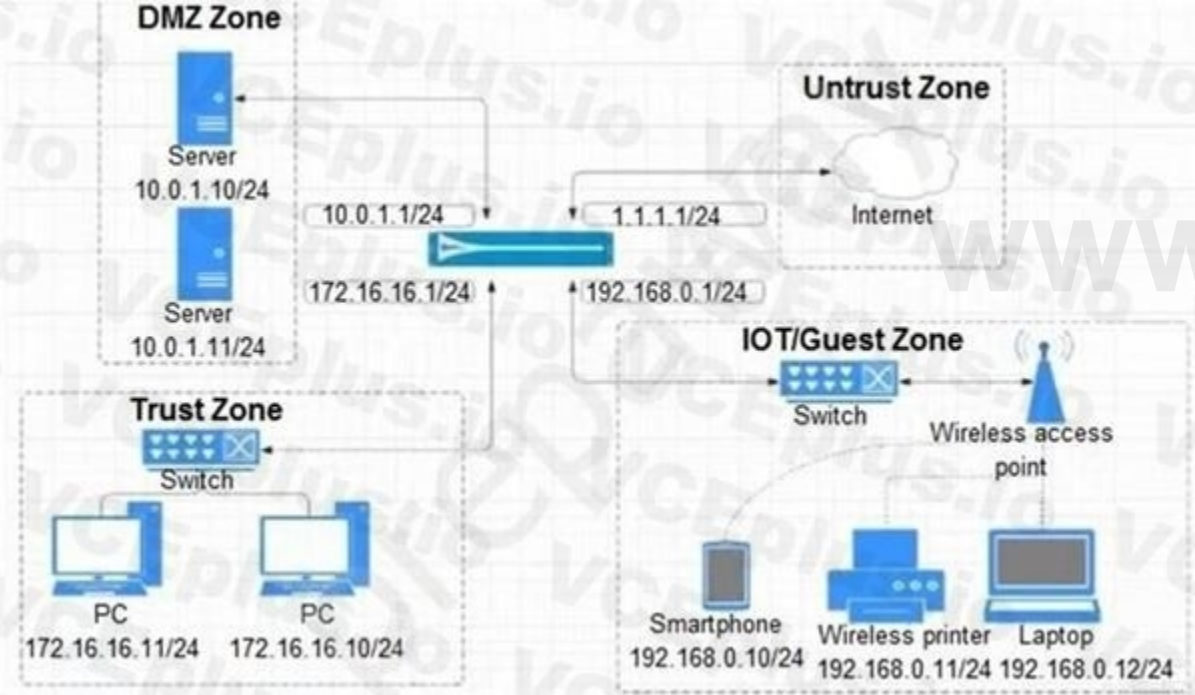 DMZ Zone
Server
10.0.1.10/24
Server
10.0.1.11/24
10.0.1.1/24
1.1.1.1/24
172.16.16.1/24
192.168.0.1/24
Untrust Zone
Internet
www
Trust Zone
Switch
PC
172.16.16.11/24
PC
172.16.16.10/24
IOT/Guest Zone
Switch
Wireless access
point
Smartphone
192.168.0.10/24
Wireless printer
192.168.0.11/24
Laptop
192.168.0.12/24
VCEplus.io